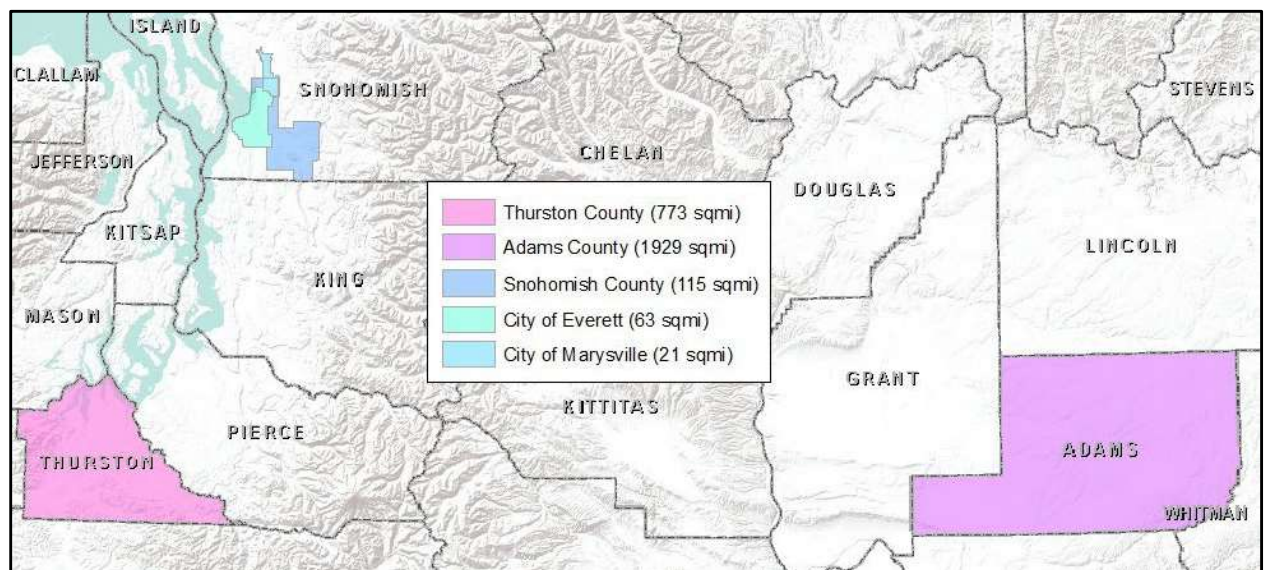 ISLAND
CLALLAM
SNOHOMISH
STEVENS
JEFFERSON
CHELAN
DOUGLAS
KITSAP
LINCOLN
KING
MASON
Thurston County (773 sqmi)
Adams County (1929 sqmi)
Snohomish County (115 sqmi)
City of Everett (63 sqmi)
City of Marysville (21 sqmi)
GRANT
KITTITAS
PIERCE
THURSTON
ADAMS
WHITMAN